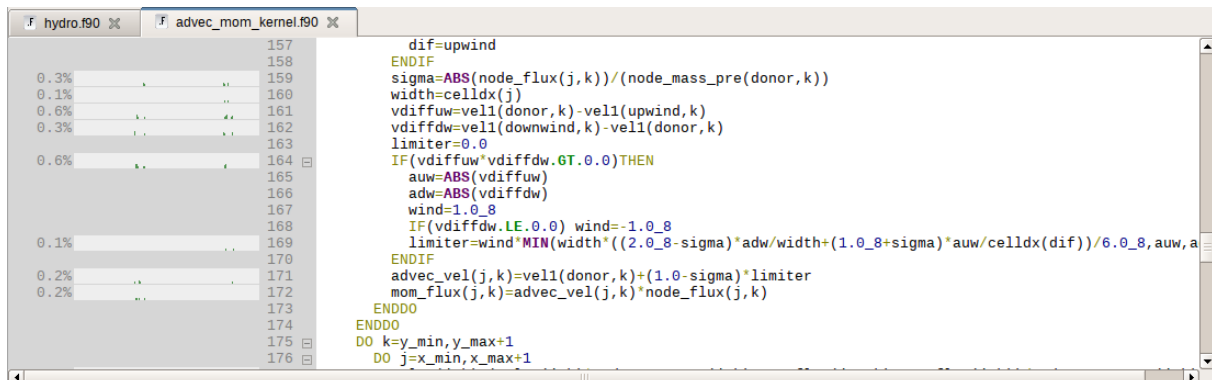 hydro.f90 advec_mom_kernel.f90
157 dif=upwind
158 ENDIF
0.3% 159 sigma=ABS(node_flux(j,k))/(node_mass_pre(donor,k))
0.1% 160 width=celldx(j)
0.6% 161 vdiffuw=vel1(donor,k)-vel1(upwind,k)
0.3% 162 vdiffdw=vel1(downwind,k)-vel1(donor,k)
163 limiter=0.0
0.6% 164 IF(vdiffuw*vdiffdw.GT.0.0)THEN
165 auw=ABS(vdiffuw)
166 adw=ABS(vdiffdw)
167 wind=1.0_8
168 IF(vdiffdw.LE.0.0) wind=-1.0_8
0.1% 169 limiter=wind*MIN(width*((2.0_8-sigma)*adw/width+(1.0_8+sigma)*auw/celldx(dif))/6.0_8,auw,a
170 ENDIF
0.2% 171 advec_vel(j,k)=vel1(donor,k)+(1.0-sigma)*limiter
0.2% 172 mom_flux(j,k)=advec_vel(j,k)*node_flux(j,k)
173 ENDDO
174 ENDDO
175 DO k=y_min,y_max+1
176 DO j=x_min,x_max+1